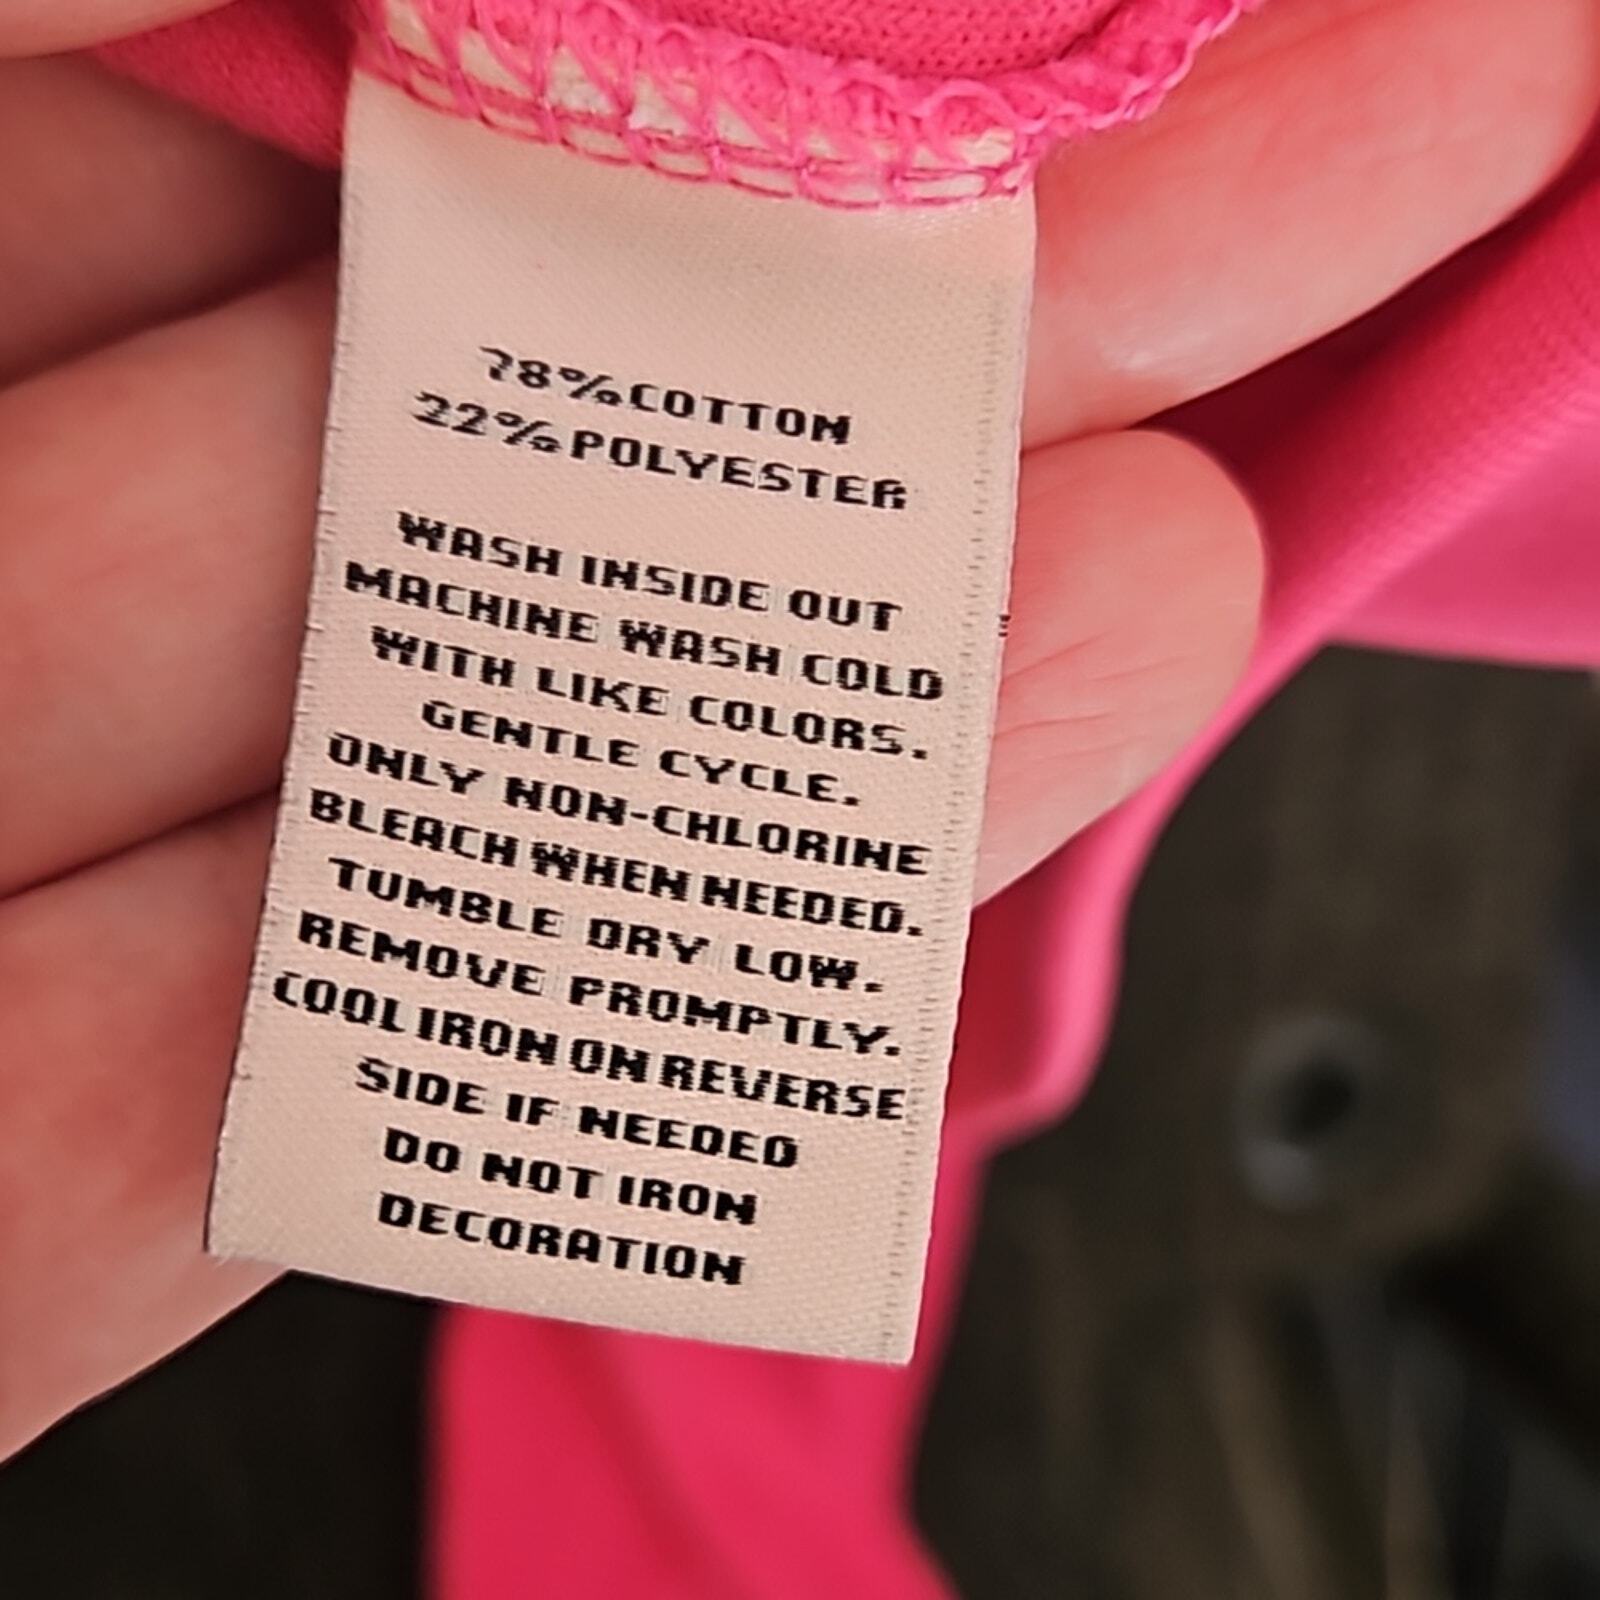 78%COTTON
22%POLYESTER
WASH INSIDE OUT
MACHINE WASH COLD
WITH LIKE COLORS.
GENTLE CYCLE.
ONLY NON-CHLORINE
BLEACH WHEN NEEDED.
TUMBLE DRY LOW.
REMOVE PROMPTLY.
COOL IRON ON REVERSE
SIDE IF NEEDED
DO NOT IRON
DECORATION